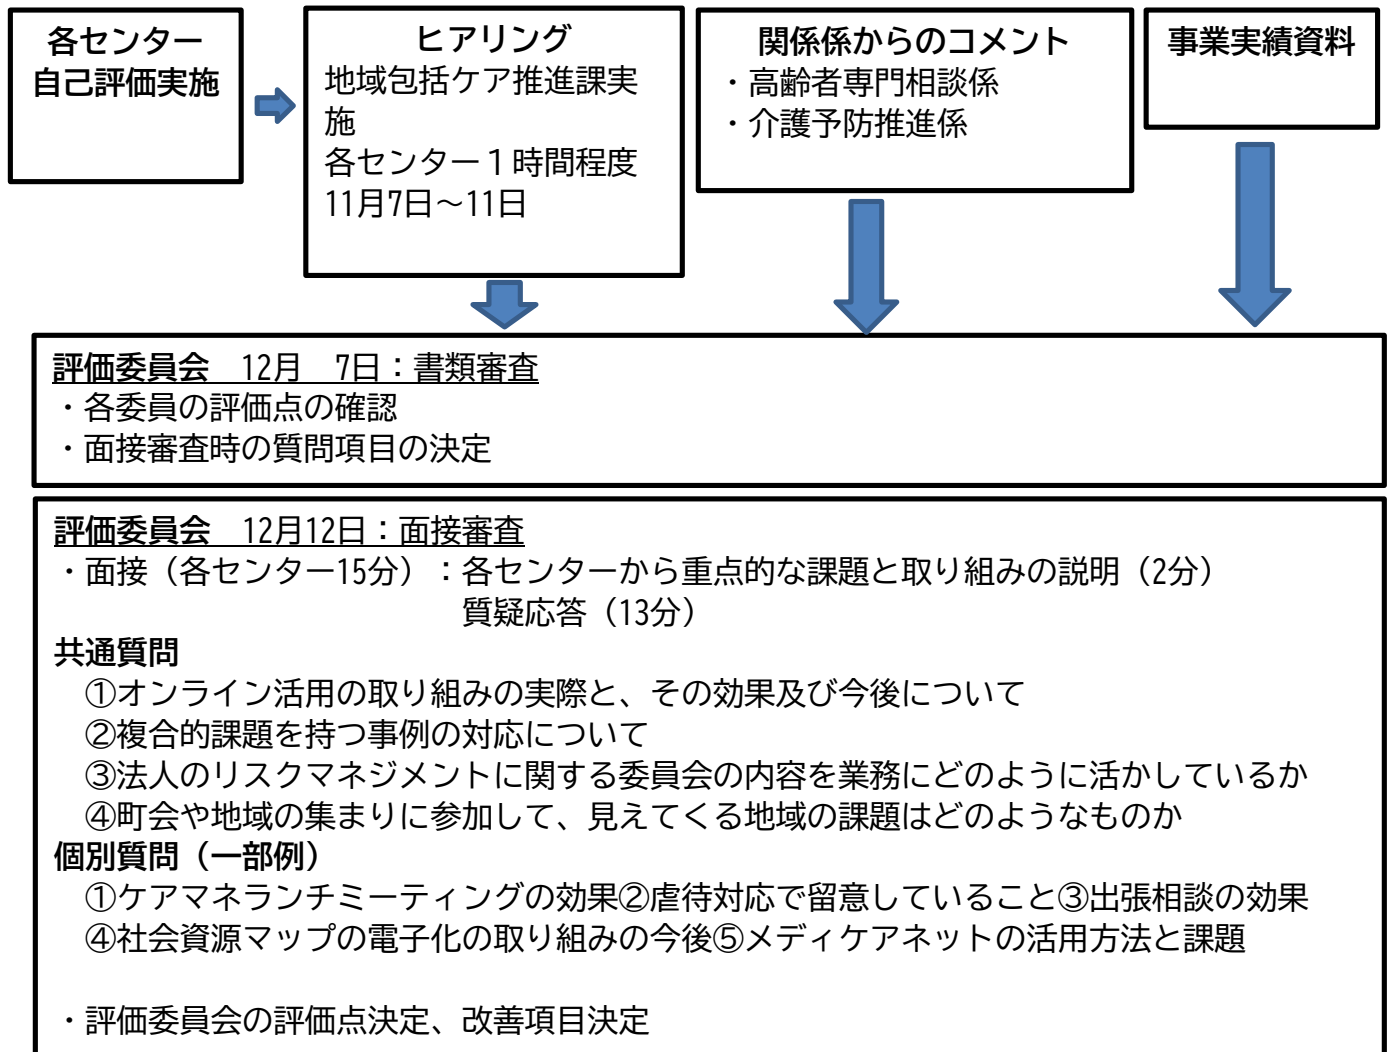 各センター
自己評価実施
ヒアリング
地域包括ケア推進課実
施
各センター１時間程度
11月7日～11日
関係係からのコメント
・高齢者専門相談係
・介護予防推進係
事業実績資料
評価委員会　12月　7日：書類審査
・各委員の評価点の確認
・面接審査時の質問項目の決定
評価委員会　12月12日：面接審査
・面接（各センター15分）：各センターから重点的な課題と取り組みの説明（2分）
質疑応答（13分）
共通質問
①オンライン活用の取り組みの実際と、その効果及び今後について
②複合的課題を持つ事例の対応について
③法人のリスクマネジメントに関する委員会の内容を業務にどのように活かしているか
④町会や地域の集まりに参加して、見えてくる地域の課題はどのようなものか
個別質問（一部例）
①ケアマネランチミーティングの効果②虐待対応で留意していること③出張相談の効果
④社会資源マップの電子化の取り組みの今後⑤メディケアネットの活用方法と課題
・評価委員会の評価点決定、改善項目決定